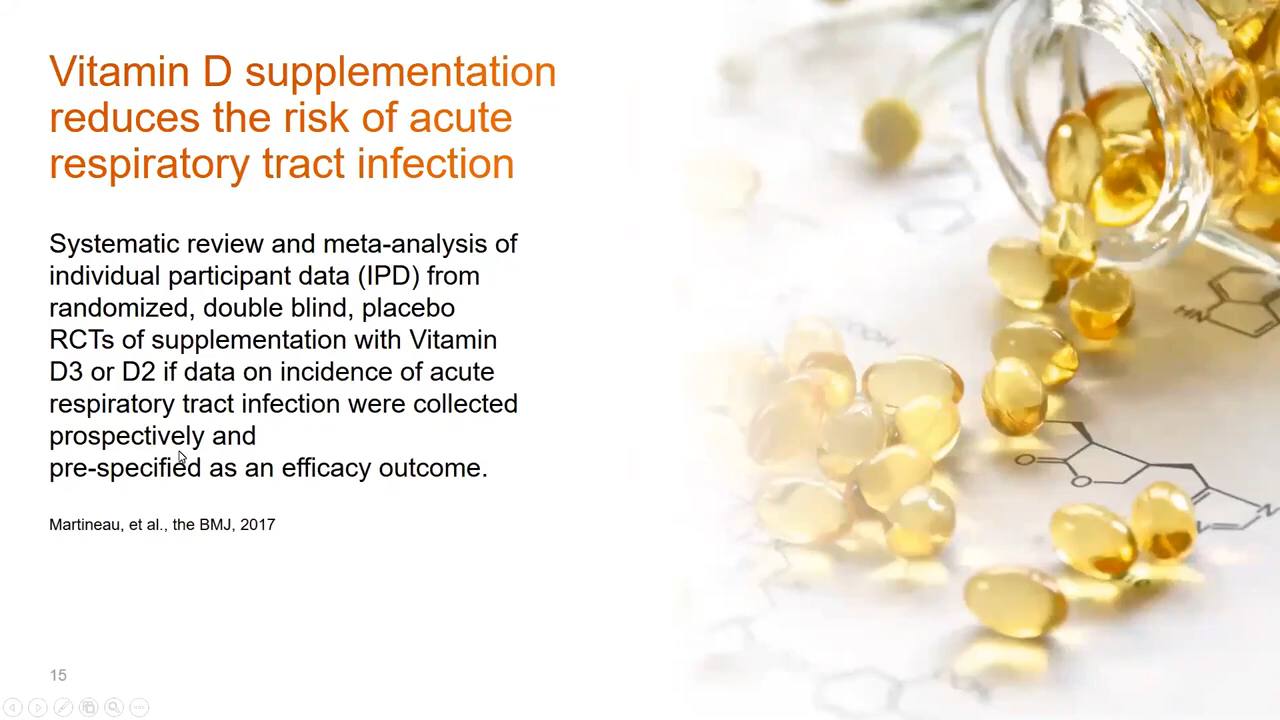 Vitamin D supplementation
reduces the risk of acute
respiratory tract infection
Systematic review and meta-analysis of
individual participant data (IPD) from
randomized, double blind, placebo
RCTs of supplementation with Vitamin
D3 or D2 if data on incidence of acute
respiratory tract infection were collected
prospectively and
pre-specified as an efficacy outcome.
Martineau, et al., the BMJ, 2017
15
HN
O
O
N